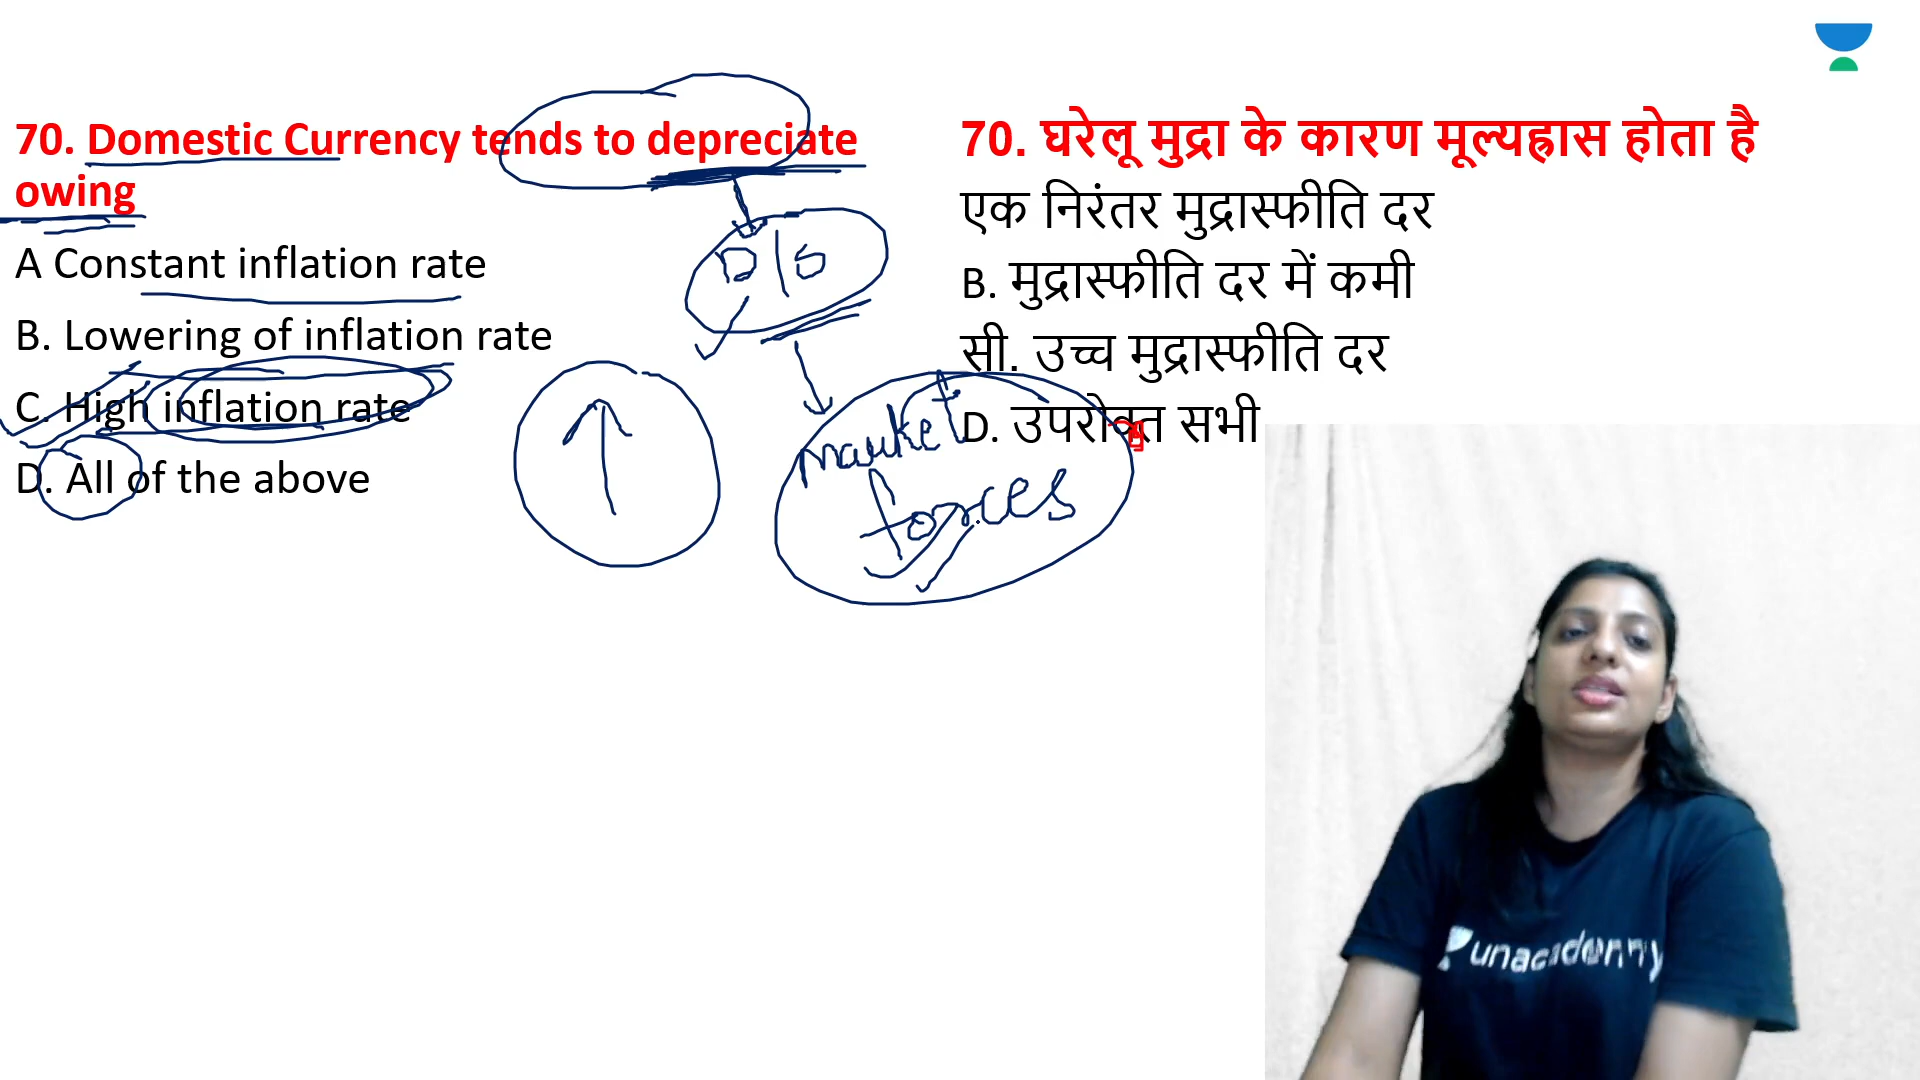 70. Domestic Currency tends to depreciate
owing
A Constant inflation rate
B. Lowering of inflation rate
C. High inflation rate
D. All of the above
D/S
market
forces
70. घरेलू मुद्रा के कारण मूल्यह्रास होता है
एक निरंतर मुद्रास्फीति दर
B. मुद्रास्फीति दर में कमी
सी. उच्च मुद्रास्फीति दर
D. उपरोक्त सभी
unacademy